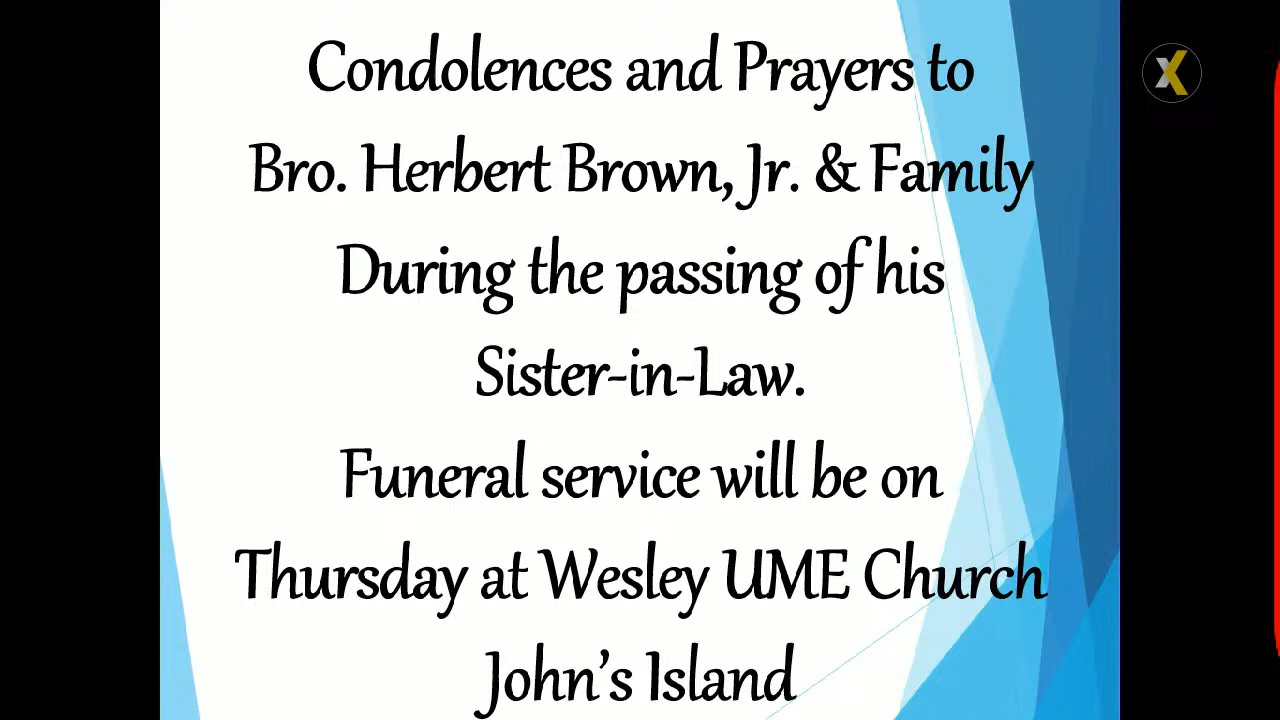 Condolences and Prayers to
Bro. Herbert Brown, Jr. & Family
During the passing of his
Sister-in-Law.
Funeral service will be on
Thursday at Wesley UME Church
John’s Island
X